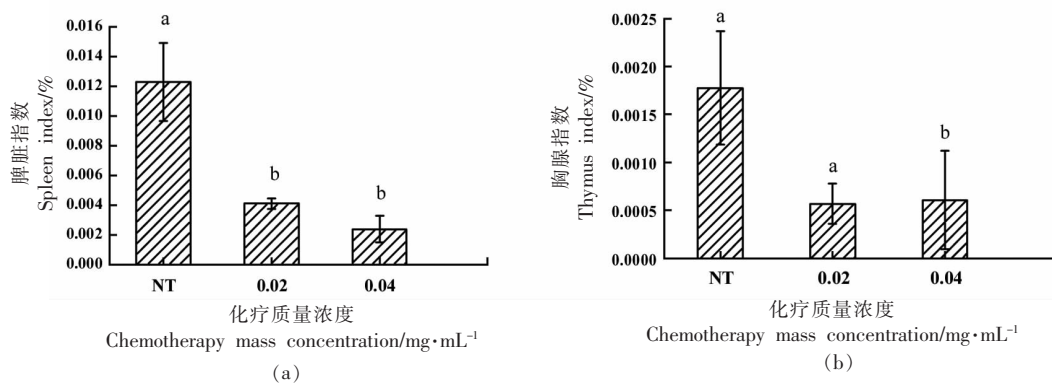 0.016
0.014
0.012
0.010
0.008
0.006
0.004
0.002
0.000
脾脏指数
Spleen index/%
a
b
b
NT 0.02 0.04
化疗质量浓度
Chemotherapy mass concentration/mg·mL⁻¹
(a)
0.0025
0.0020
0.0015
0.0010
0.0005
0.0000
胸腺指数
Thymus index/%
a
a
b
NT 0.02 0.04
化疗质量浓度
Chemotherapy mass concentration/mg·mL⁻¹
(b)